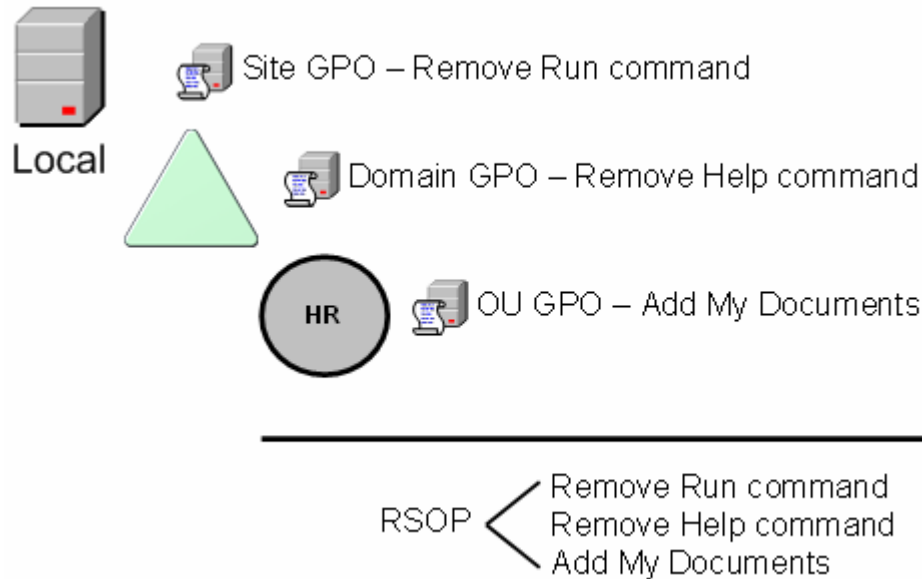 Local
Site GPO – Remove Run command
Domain GPO – Remove Help command
HR
OU GPO – Add My Documents
RSOP
Remove Run command
Remove Help command
Add My Documents